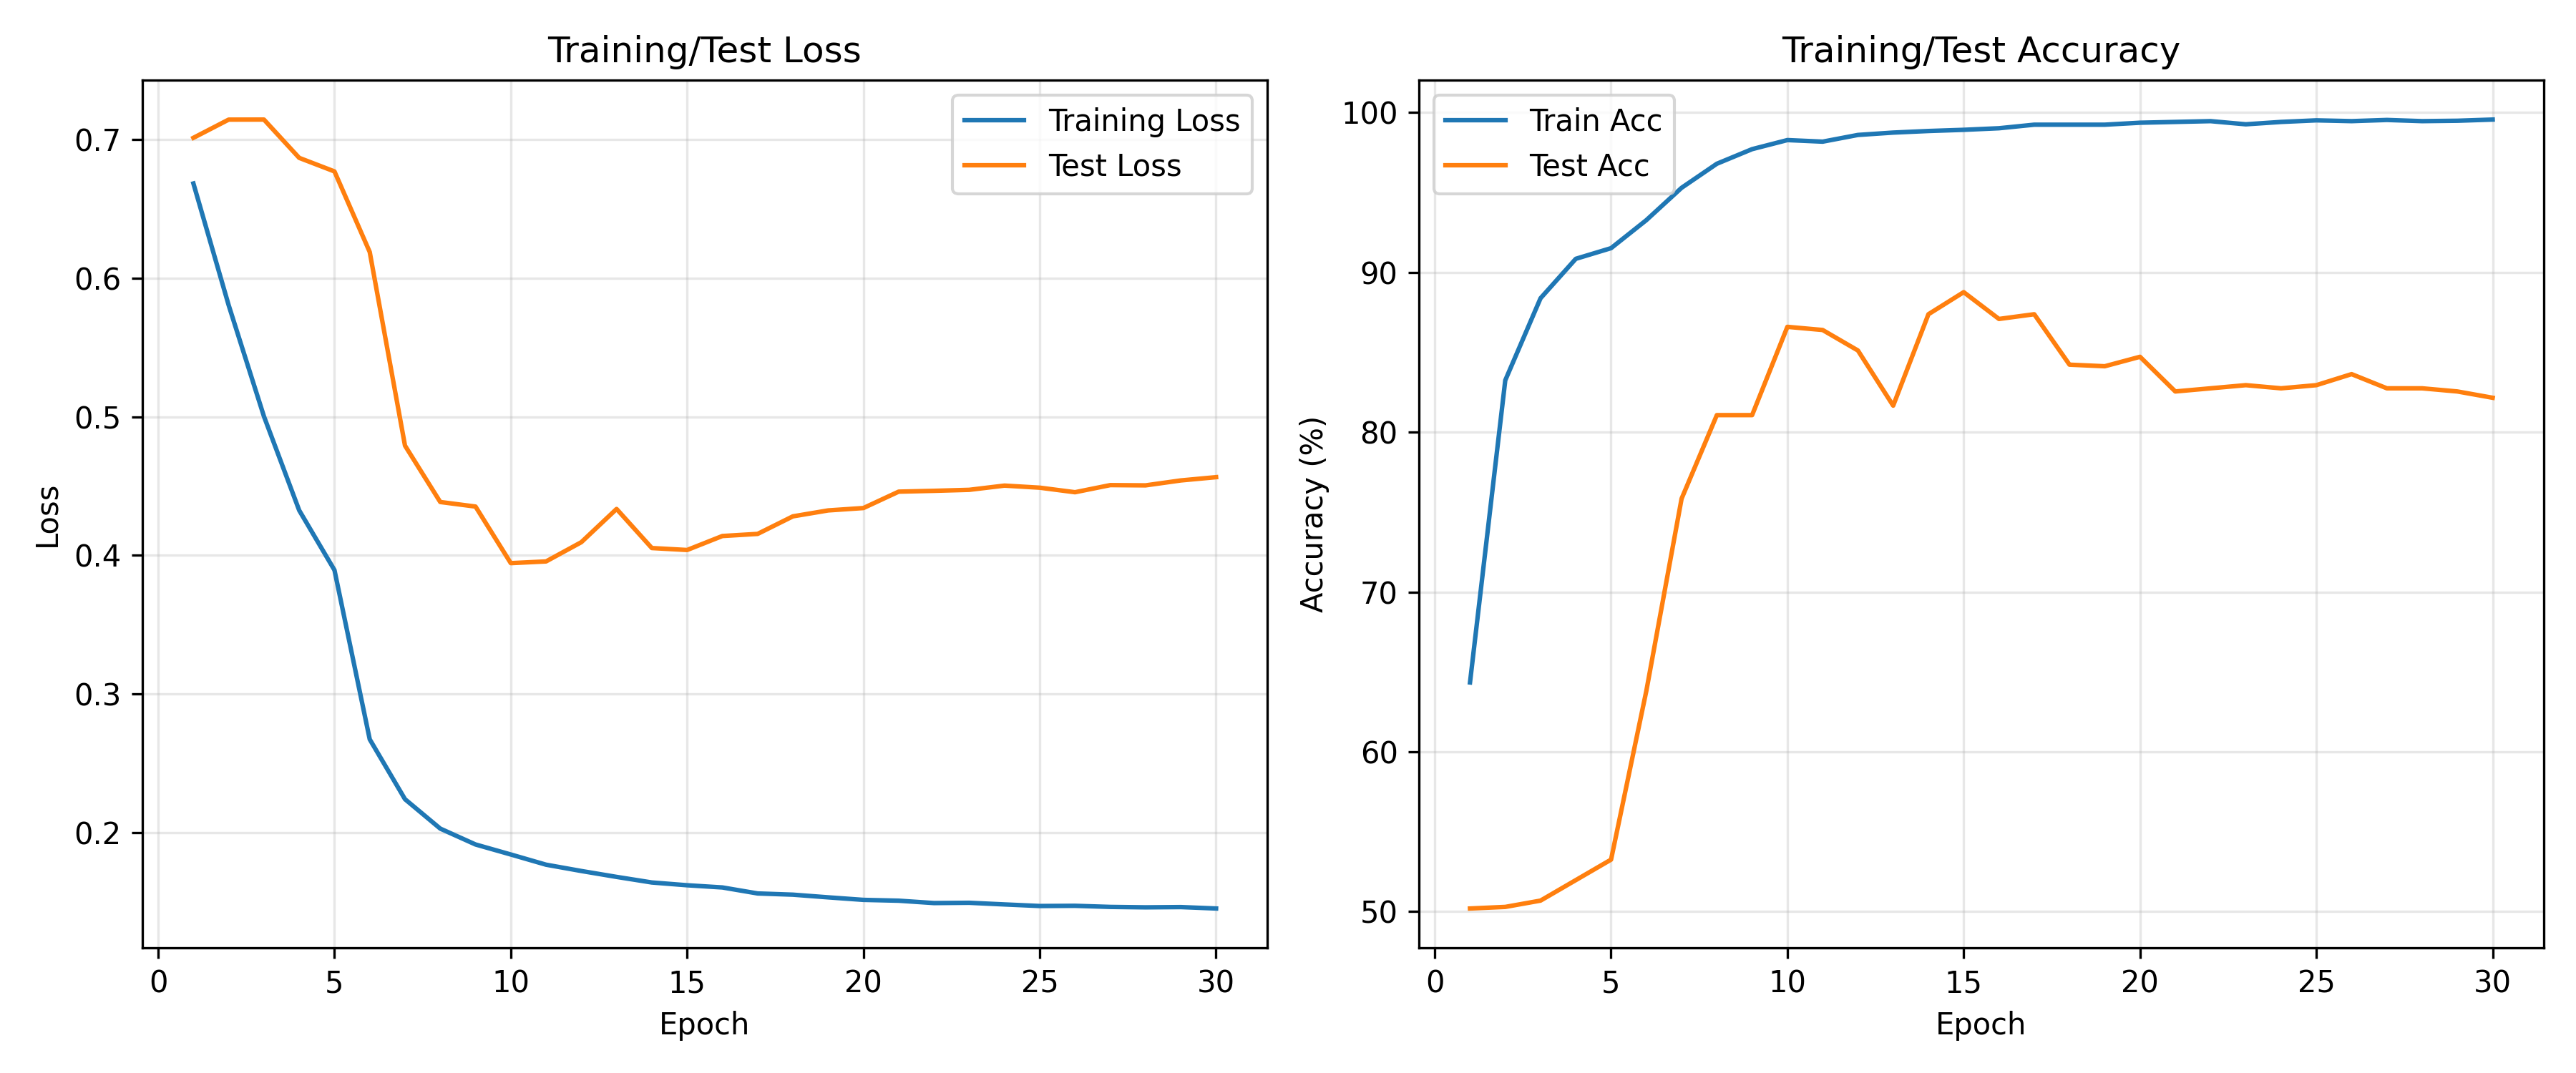 Training/Test Loss
Training Loss
Test Loss
0.7
0.6
0.5
0.4
0.3
0.2
Loss
0 5 10 15 20 25 30
Epoch
Training/Test Accuracy
Train Acc
Test Acc
100
90
80
70
60
50
Accuracy (%)
0 5 10 15 20 25 30
Epoch